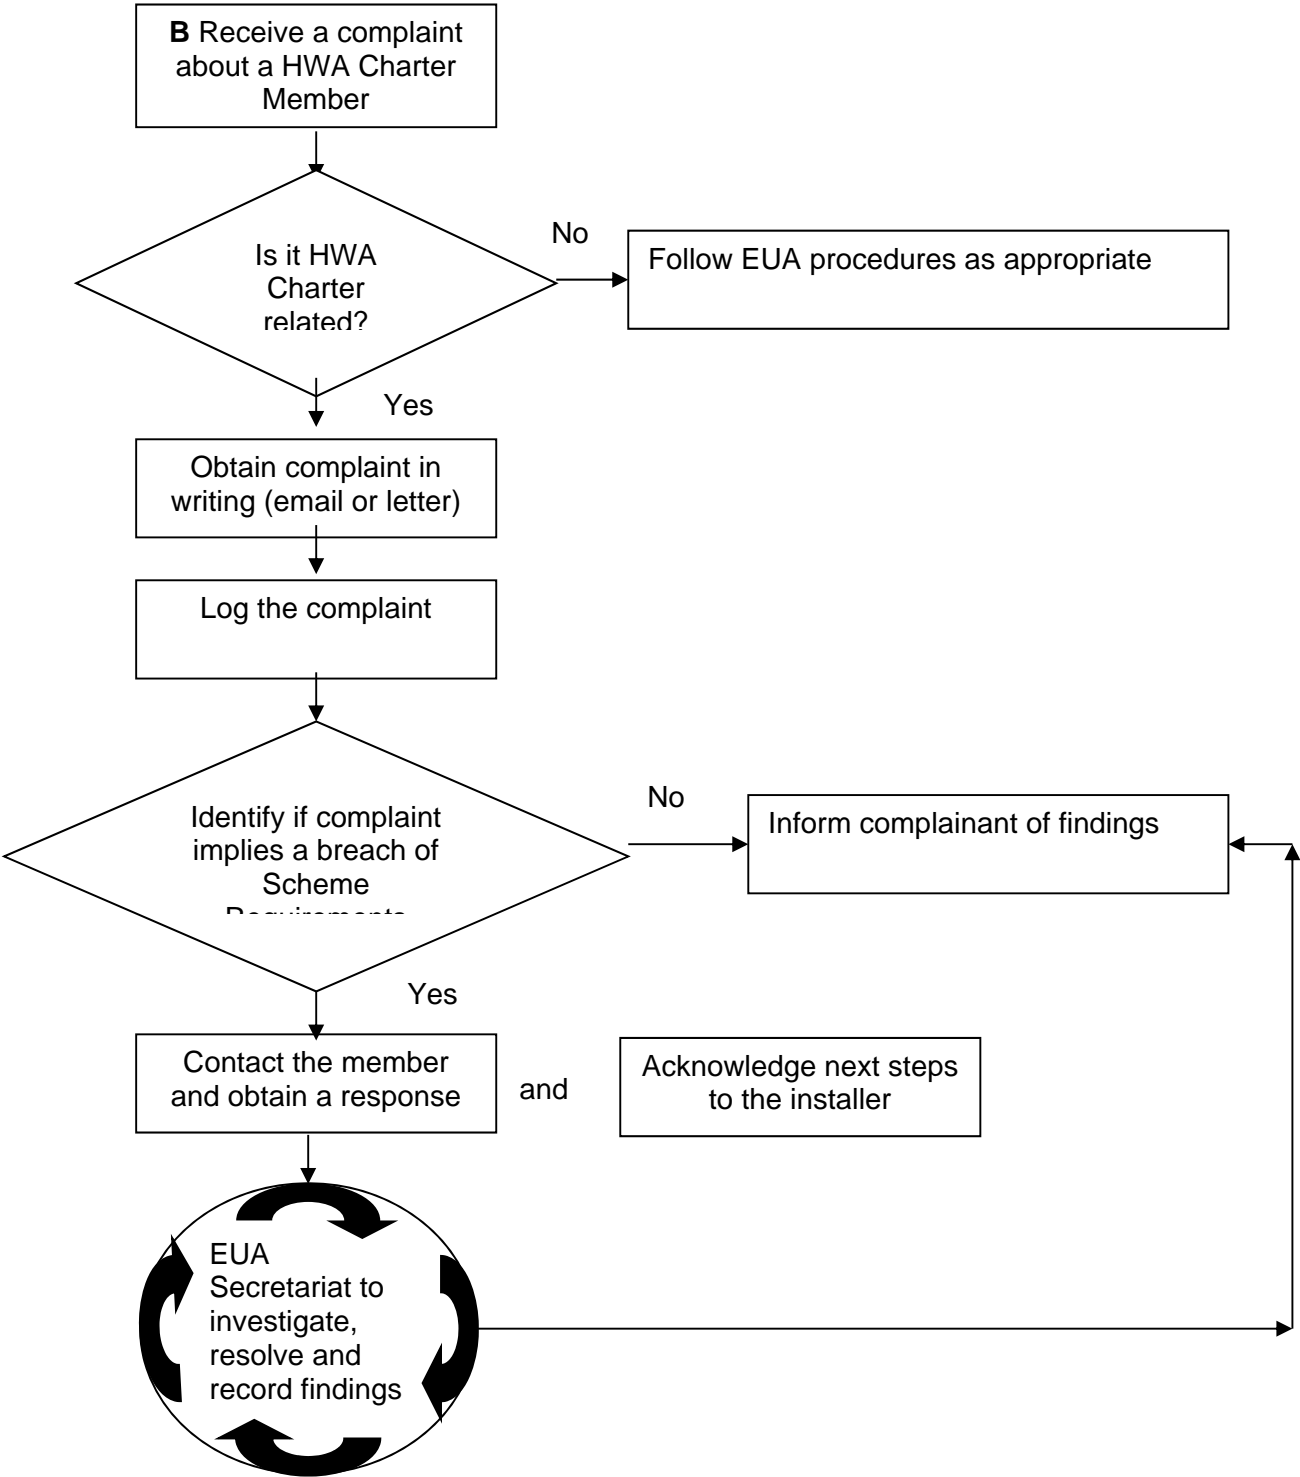 B Receive a complaint
about a HWA Charter
Member
No
Is it HWA
Charter
related?
Follow EUA procedures as appropriate
Yes
Obtain complaint in
writing (email or letter)
Log the complaint
No
Identify if complaint
implies a breach of
Scheme
Requirements
Inform complainant of findings
Yes
Contact the member
and obtain a response
and
Acknowledge next steps
to the installer
EUA
Secretariat to
investigate,
resolve and
record findings